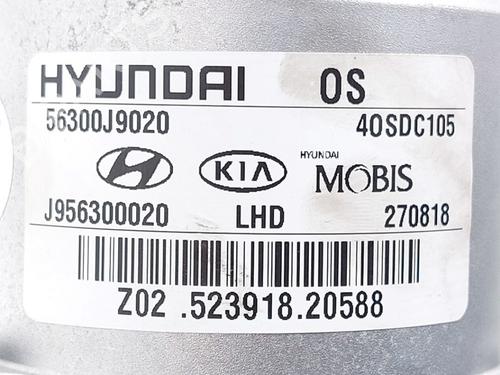 HYUNDAI OS
56300J9020 40SDC105
KIA
HYUNDAI
MOBIS
J956300020 LHD 270818
Z02 .523918.20588